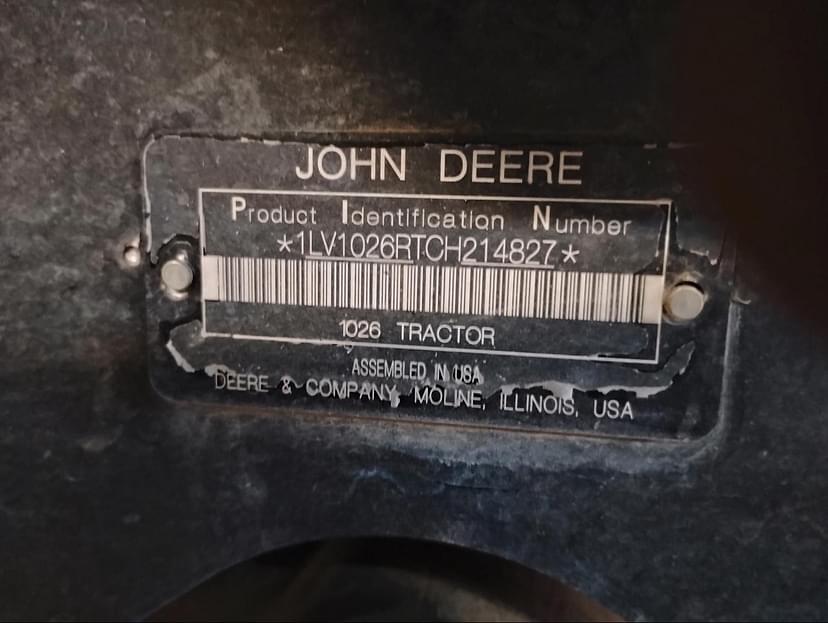 JOHN DEERE
Product Identification Number
*1LV1026RTCH214827*
1026 TRACTOR
ASSEMBLED IN USA
DEERE & COMPANY, MOLINE, ILLINOIS, USA